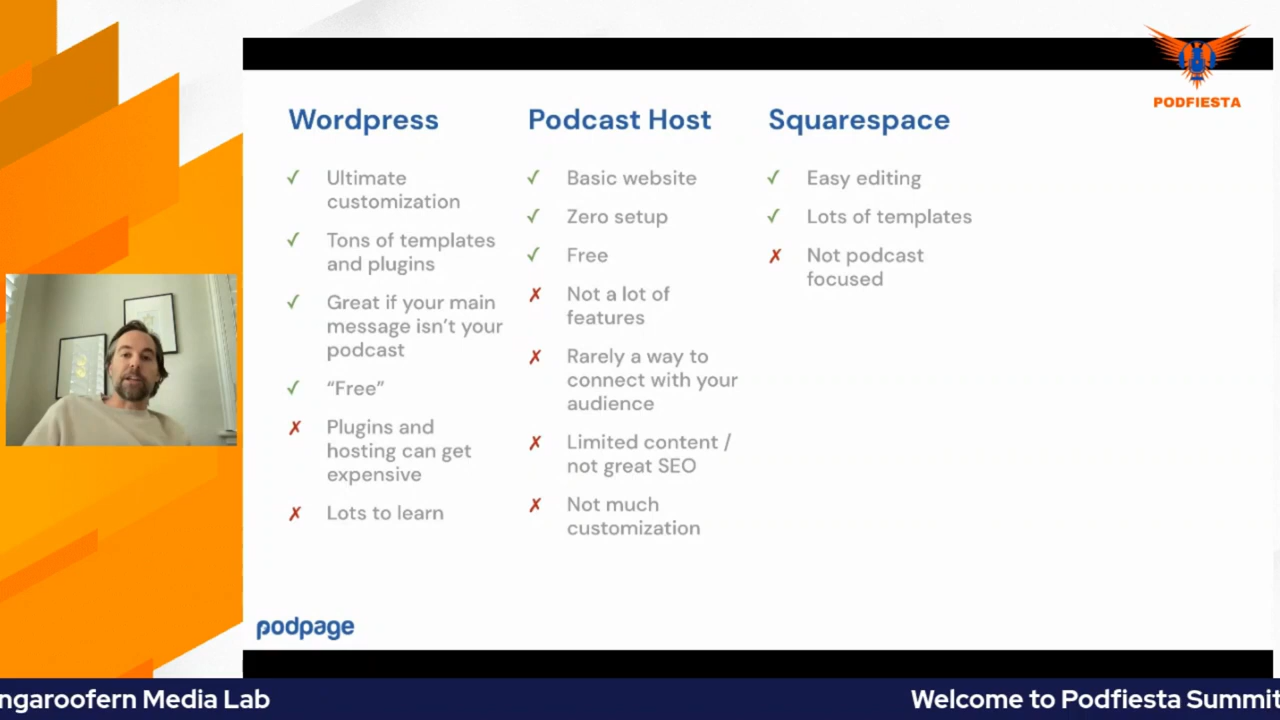 PODFIESTA
Wordpress
✓ Ultimate
customization
✓ Tons of templates
and plugins
✓ Great if your main
message isn’t your
podcast
✓ “Free”
✗ Plugins and
hosting can get
expensive
✗ Lots to learn
Podcast Host
✓ Basic website
✓ Zero setup
✓ Free
✗ Not a lot of
features
✗ Rarely a way to
connect with your
audience
✗ Limited content /
not great SEO
✗ Not much
customization
Squarespace
✓ Easy editing
✓ Lots of templates
✗ Not podcast
focused
podpage
ngaroofern Media Lab
Welcome to Podfiesta Summit